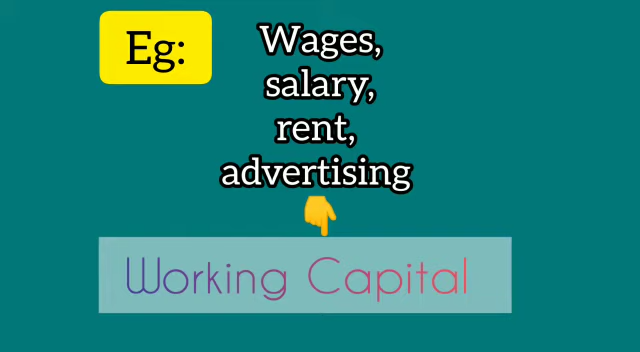 Eg:
Wages,
salary,
rent,
advertising
Working Capital